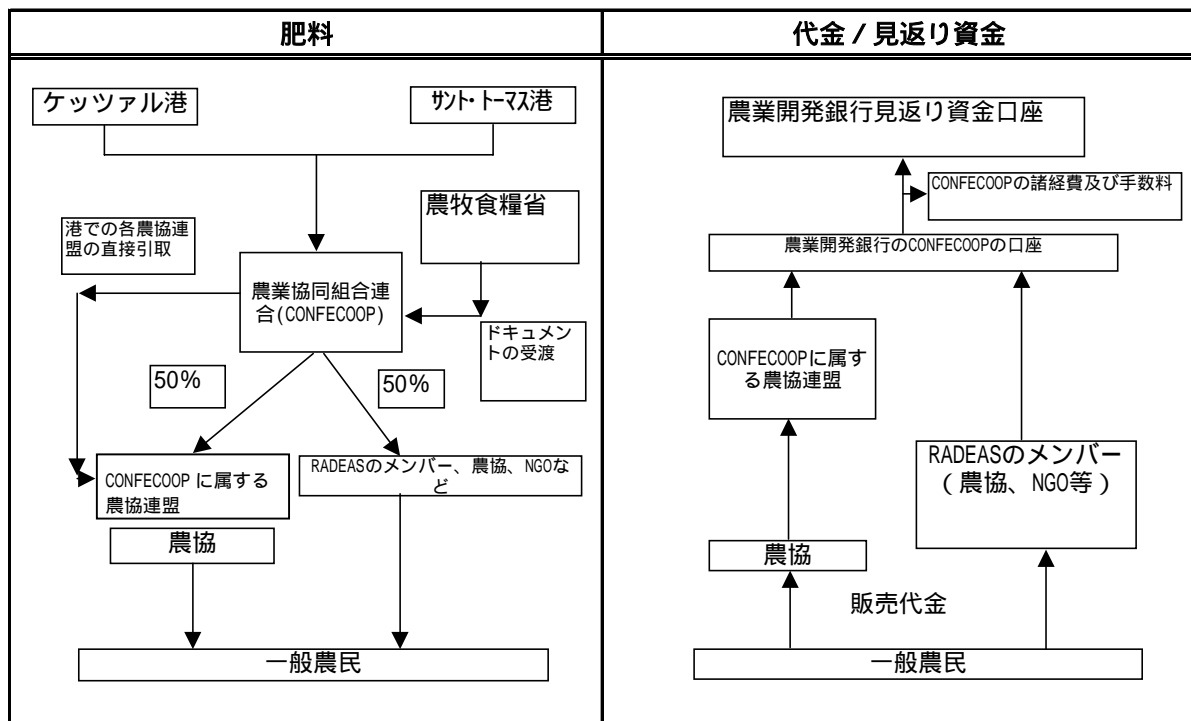 肥料
代金 / 見返り資金
ケッツァル港
サント・トーマス港
農牧食糧省
港での各農協連
盟の直接引取
農業協同組合連
合(CONFECOOP)
ドキュメン
トの受渡
50%
50%
CONFECOOP に属する
農協連盟
RADEASのメンバー、農協、NGOな
ど
農協
一般農民
農業開発銀行見返り資金口座
CONFECOOPの諸経費及び手数料
農業開発銀行のCONFECOOPの口座
CONFECOOPに属す
る農協連盟
RADEASのメンバー
(農協、NGO等)
農協
販売代金
一般農民